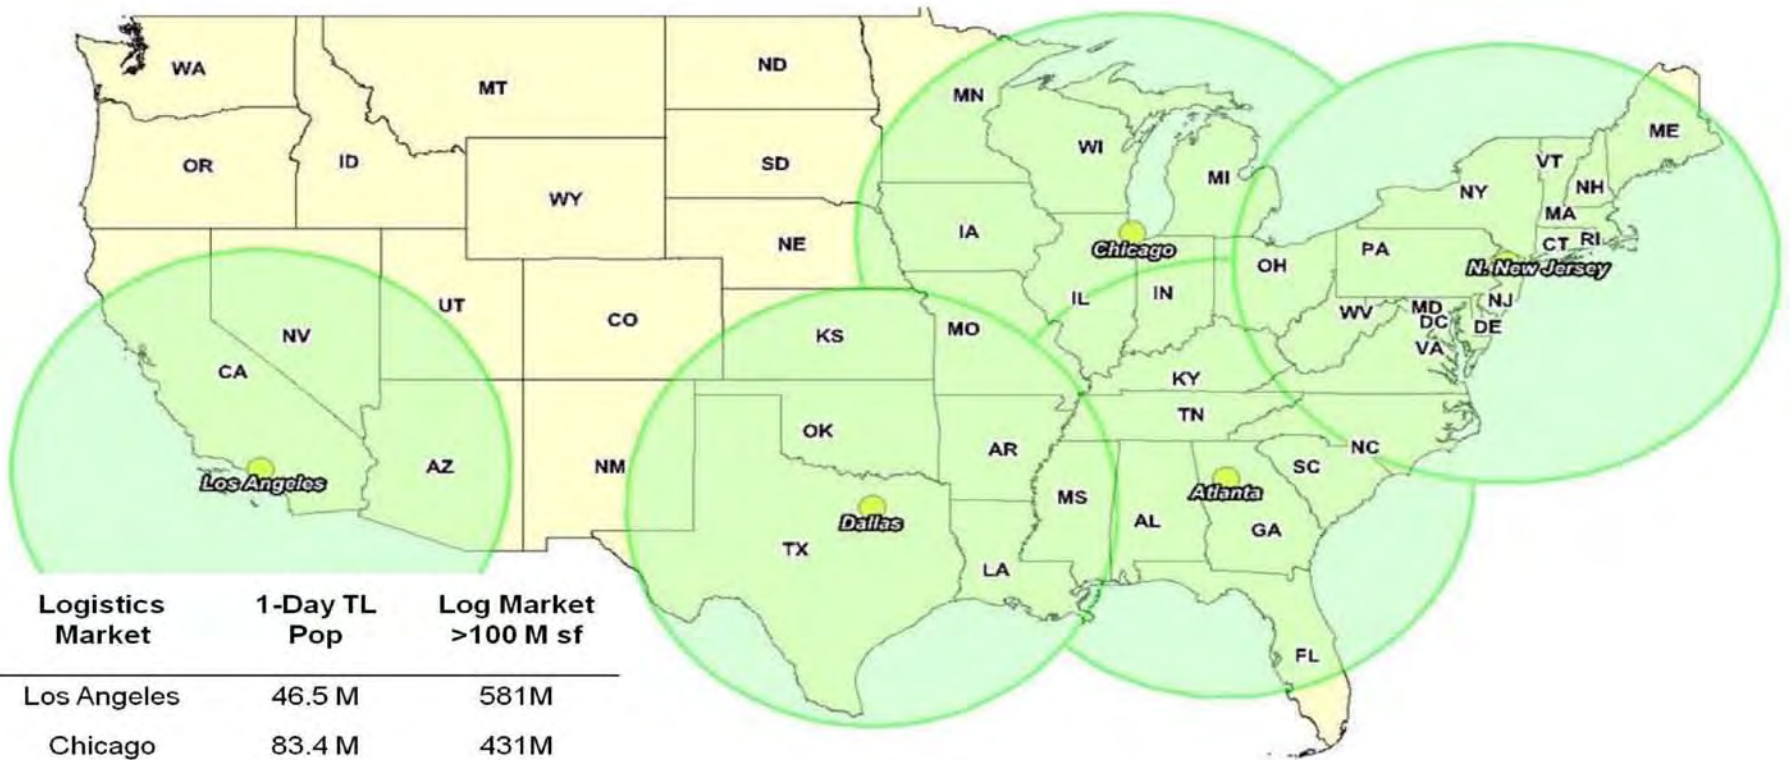 WA
MT
ND
MN
ME
OR
ID
SD
WI
MI
VT
NY
NH
WY
MA
NE
IA
Chicago
PA
CT RI
OH
N. New Jersey
UT
CO
IL
IN
NJ
NV
KS
MO
WV
MD
DC
DE
VA
CA
KY
TN
OK
AR
NC
AZ
NM
SC
Los Angeles
Atlanta
MS
Dallas
AL
GA
TX
LA
FL
Logistics Market
1-Day TL Pop
Log Market >100 M sf
Los Angeles 46.5 M 581M
Chicago 83.4 M 431M